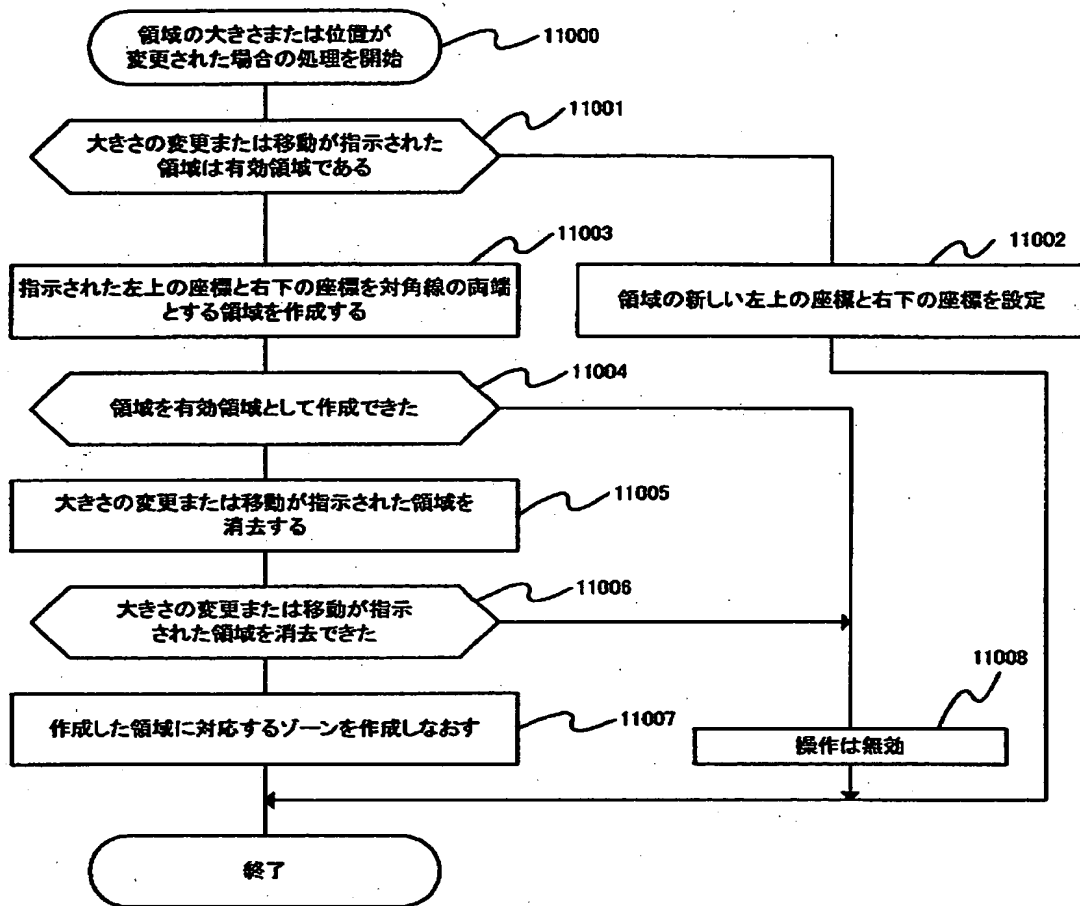 領域の大きさまたは位置が
変更された場合の処理を開始
11000
11001
大きさの変更または移動が指示された
領域は有効領域である
11003
11002
指示された左上の座標と右下の座標を対角線の両端
とする領域を作成する
領域の新しい左上の座標と右下の座標を設定
11004
領域を有効領域として作成できた
11005
大きさの変更または移動が指示された領域を
消去する
11006
大きさの変更または移動が指示
された領域を消去できた
11008
11007
作成した領域に対応するゾーンを作成しなおす
操作は無効
終了